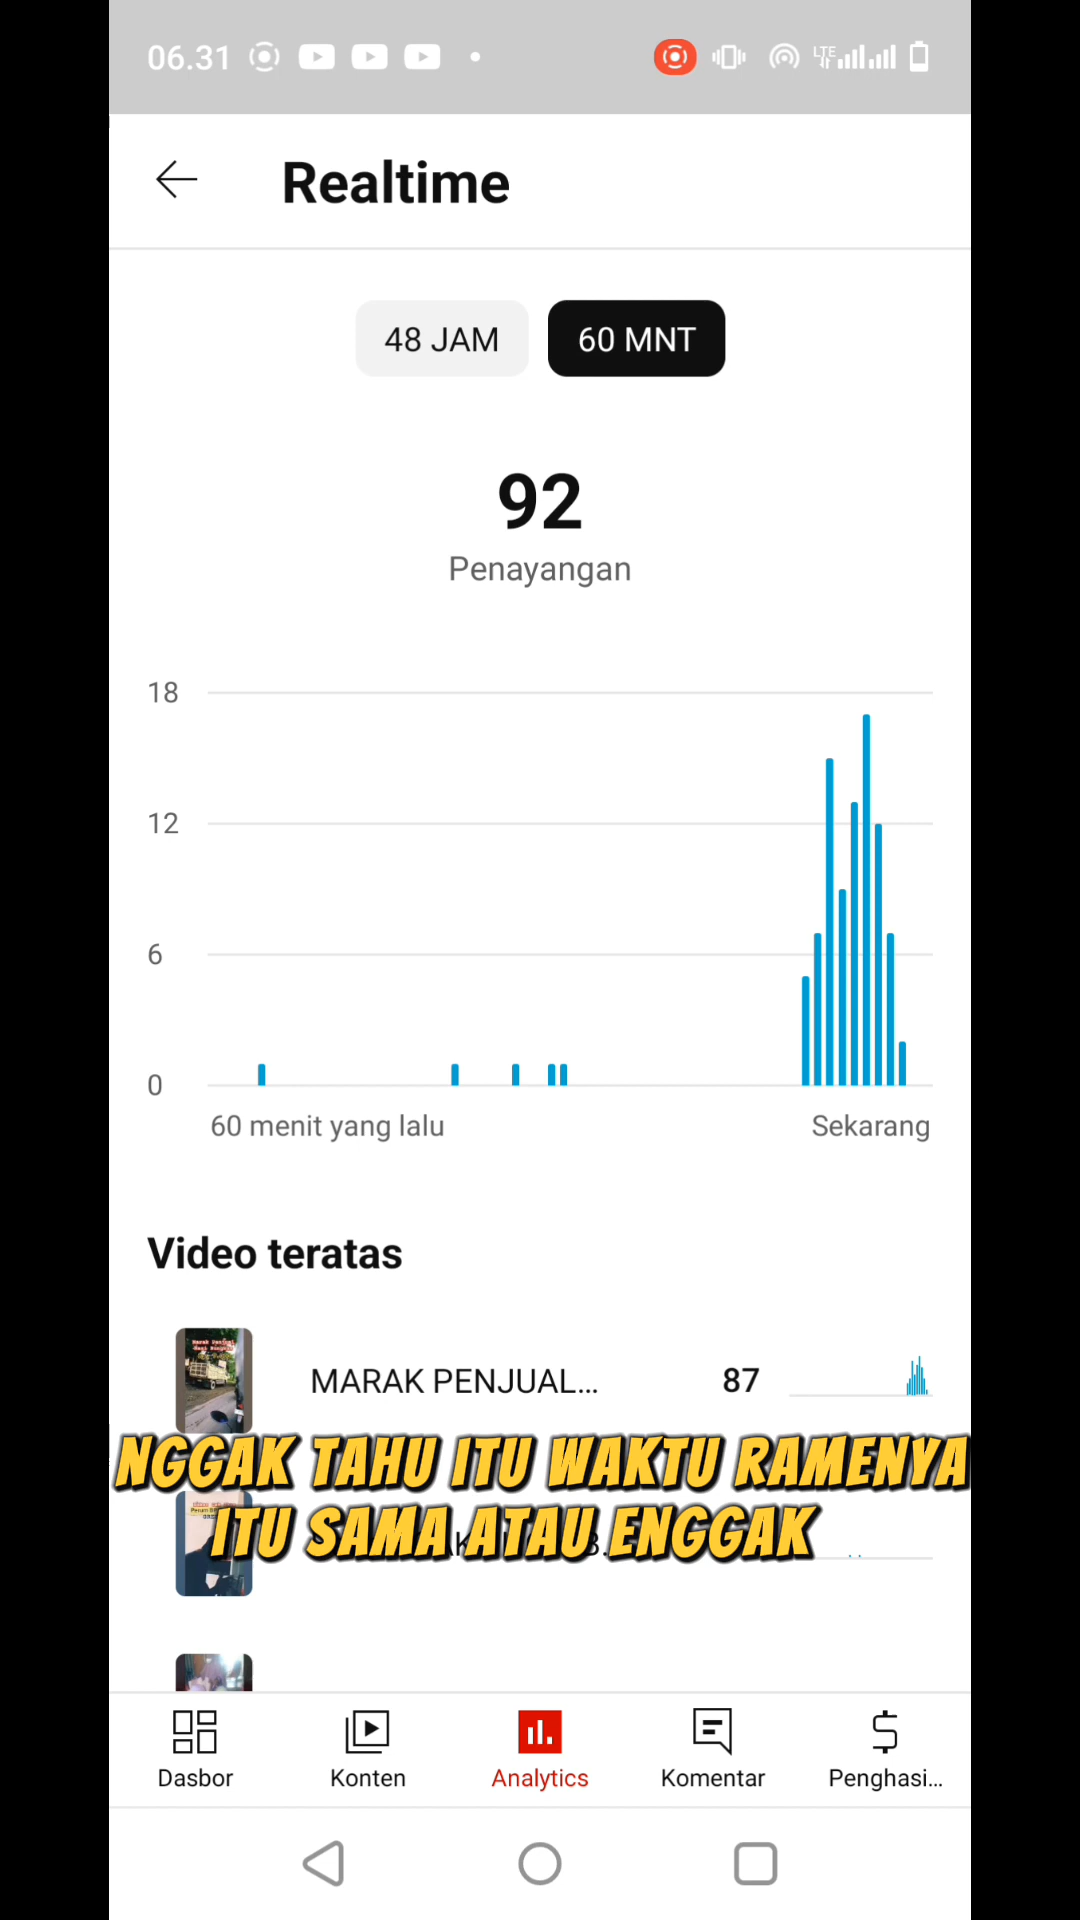 06.31
LTE
Realtime
48 JAM
60 MNT
92
Penayangan
18
12
6
0
60 menit yang lalu
Sekarang
Video teratas
MARAK PENJUAL...
87
NGGAK TAHU ITU WAKTU RAMENYA
ITU SAMA ATAU ENGGAK
Dasbor
Konten
Analytics
Komentar
Penghasi...